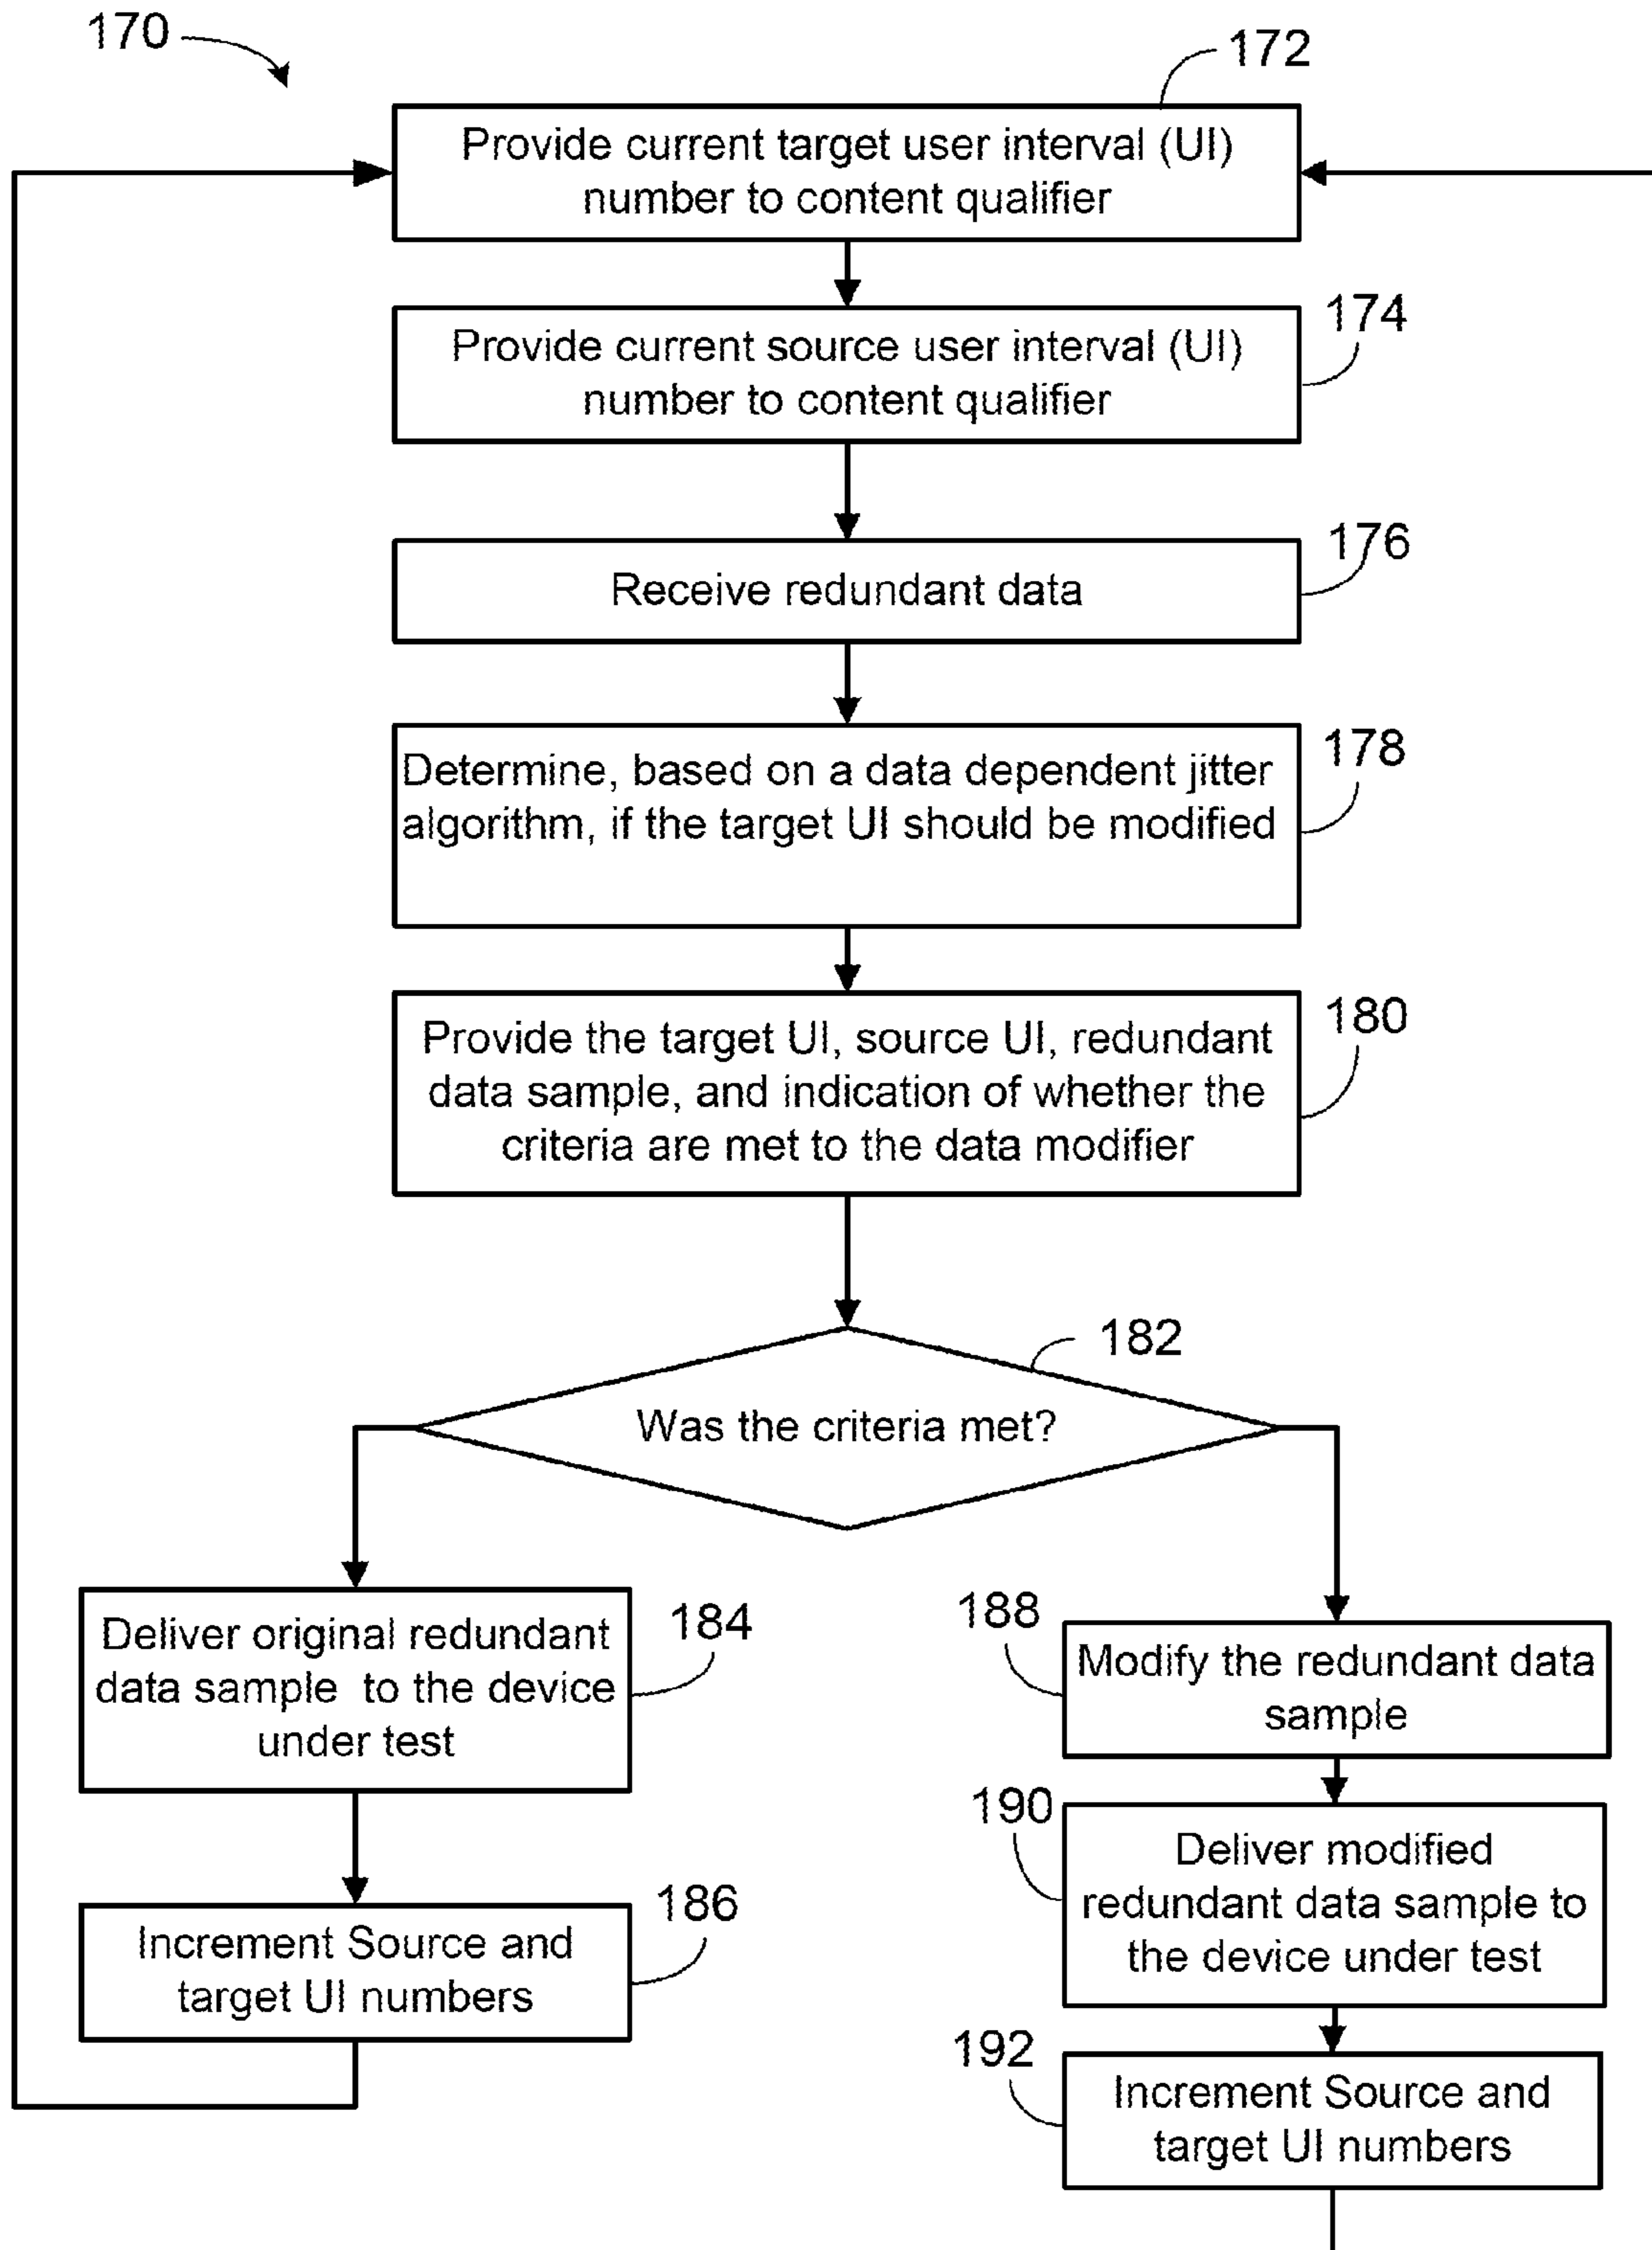 170
172
Provide current target user interval (UI)
number to content qualifier
174
Provide current source user interval (UI)
number to content qualifier
176
Receive redundant data
178
Determine, based on a data dependent jitter
algorithm, if the target UI should be modified
180
Provide the target UI, source UI, redundant
data sample, and indication of whether the
criteria are met to the data modifier
182
Was the criteria met?
184
Deliver original redundant
data sample to the device
under test
186
Increment Source and
target UI numbers
188
Modify the redundant data
sample
190
Deliver modified
redundant data sample to
the device under test
192
Increment Source and
target UI numbers